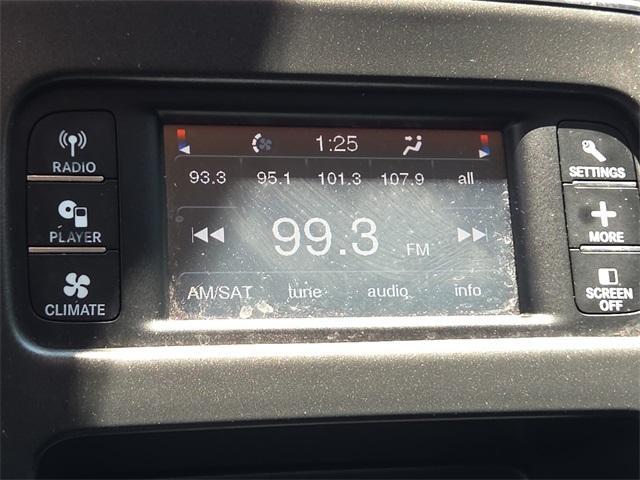 RADIO
PLAYER
CLIMATE
1:25
93.3 95.1 101.3 107.9 all
99.3 FM
AM/SAT tune audio info
SETTINGS
MORE
SCREEN
OFF